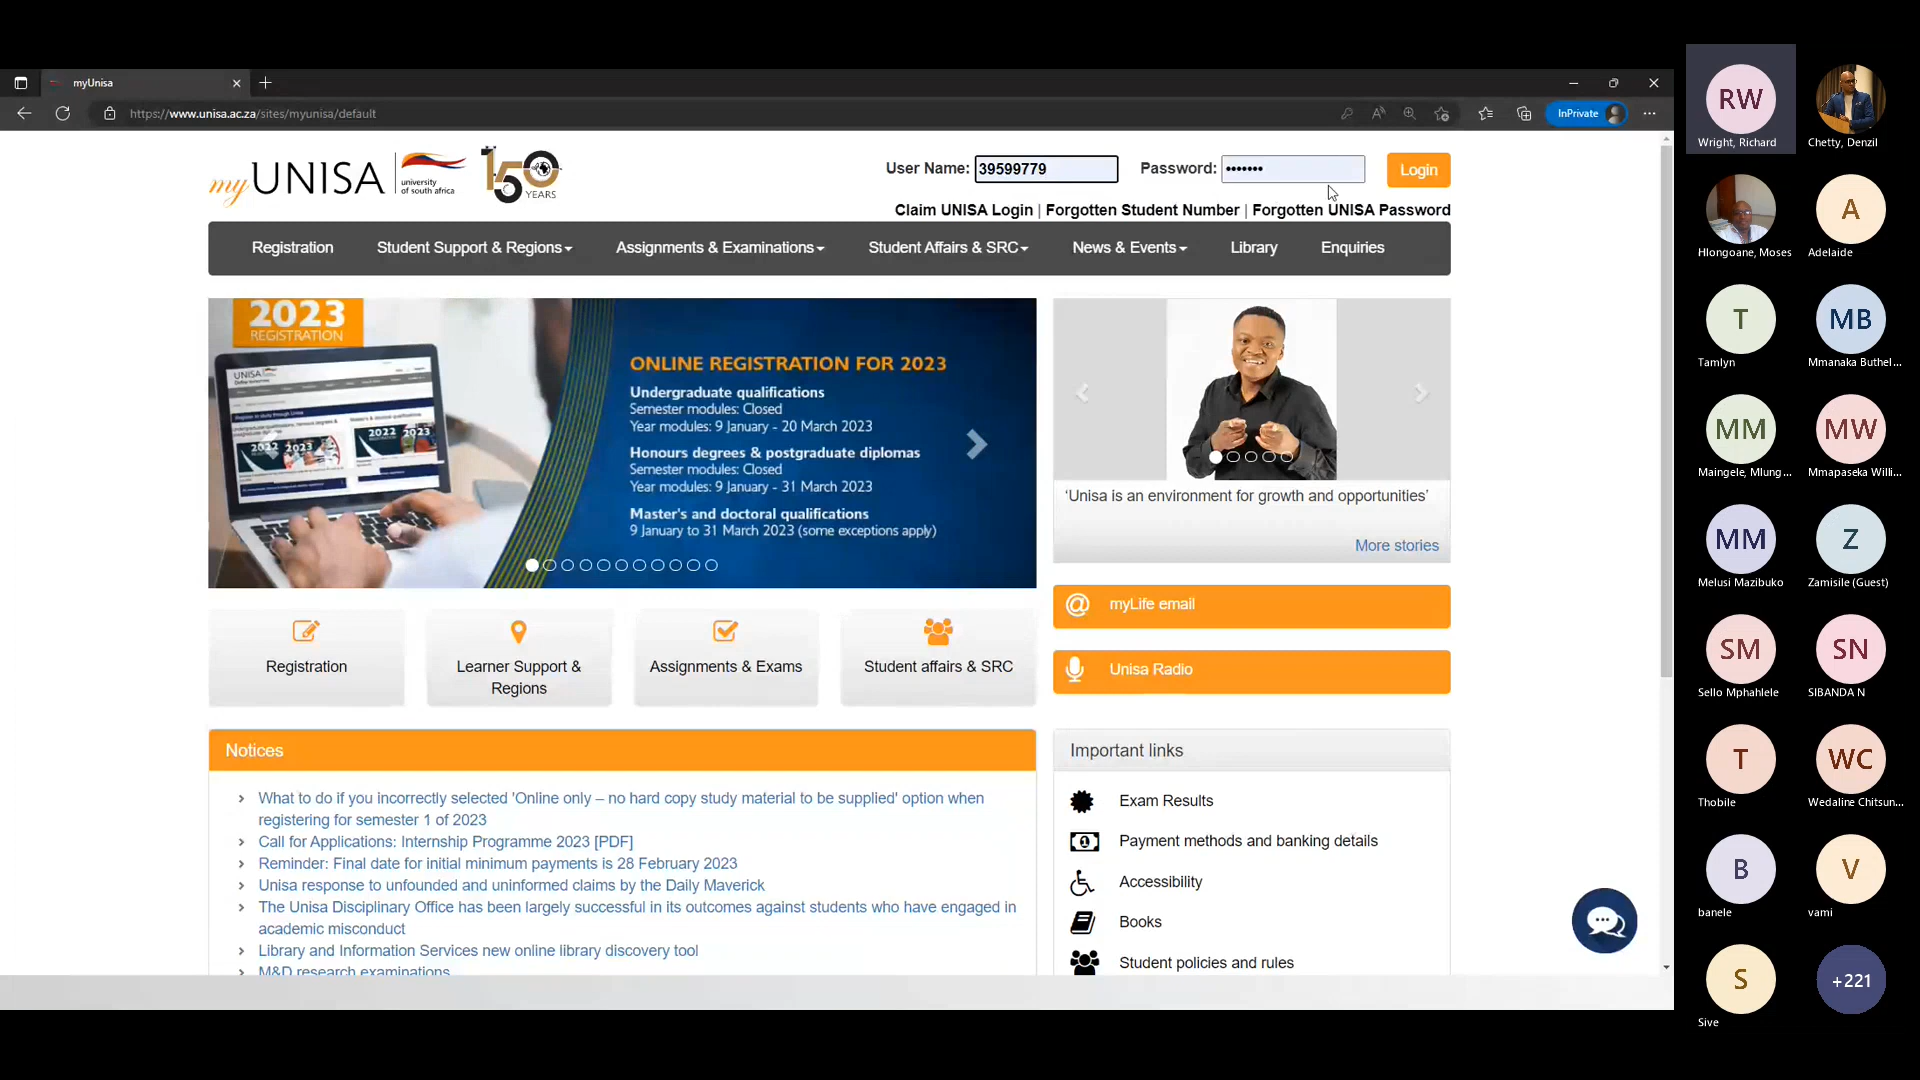 myUnisa
https://www.unisa.ac.za/sites/myunisa/default
InPrivate
myUNISA
university
of south africa
150
YEARS
User Name: 39599779 Password: ••••••• Login
Claim UNISA Login | Forgotten Student Number | Forgotten UNISA Password
Registration Student Support & Regions Assignments & Examinations Student Affairs & SRC News & Events Library Enquiries
2023
REGISTRATION
UNISA
2022 2023
2022 2023
ONLINE REGISTRATION FOR 2023
Undergraduate qualifications
Semester modules: Closed
Year modules: 9 January - 20 March 2023
Honours degrees & postgraduate diplomas
Semester modules: Closed
Year modules: 9 January - 31 March 2023
Master's and doctoral qualifications
9 January to 31 March 2023 (some exceptions apply)
‘Unisa is an environment for growth and opportunities’
More stories
myLife email
Unisa Radio
Registration
Learner Support &
Regions
Assignments & Exams
Student affairs & SRC
Notices
What to do if you incorrectly selected 'Online only – no hard copy study material to be supplied' option when
registering for semester 1 of 2023
Call for Applications: Internship Programme 2023 [PDF]
Reminder: Final date for initial minimum payments is 28 February 2023
Unisa response to unfounded and uninformed claims by the Daily Maverick
The Unisa Disciplinary Office has been largely successful in its outcomes against students who have engaged in
academic misconduct
Library and Information Services new online library discovery tool
M&D research examinations
Important links
Exam Results
Payment methods and banking details
Accessibility
Books
Student policies and rules
RW
Wright, Richard
Chetty, Denzil
Hlongoane, Moses
A
Adelaide
T
Tamlyn
MB
Mmanaka Buthel...
MM
Maingele, Mlung...
MW
Mmapaseka Willi...
MM
Melusi Mazibuko
Z
Zamisile (Guest)
SM
Sello Mphahlele
SN
SIBANDA N
T
Thobile
WC
Wedaline Chitsun...
B
banele
V
vami
S
Sive
+221